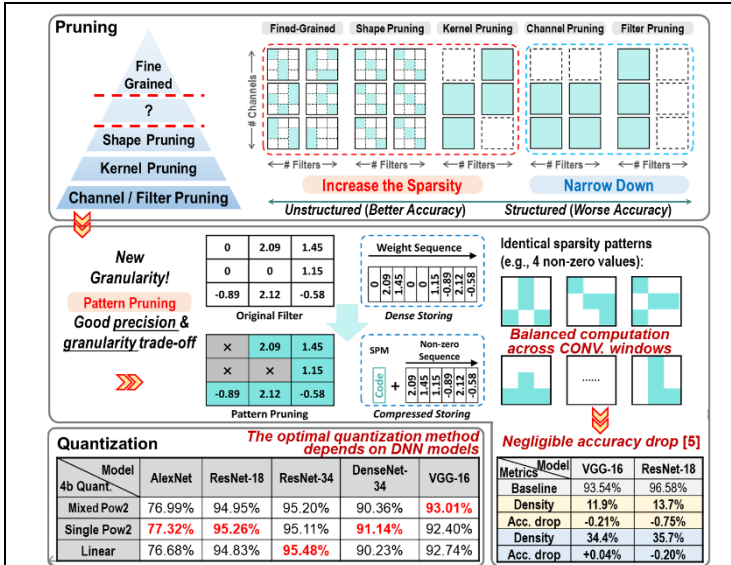 Pruning
Fined-Grained Shape Pruning Kernel Pruning Channel Pruning Filter Pruning
Fine
Grained
?
Shape Pruning
Kernel Pruning
Channel / Filter Pruning
# Channels
# Filters # Filters # Filters # Filters # Filters
Increase the Sparsity Narrow Down
Unstructured (Better Accuracy) Structured (Worse Accuracy)
New
Granularity!
Pattern Pruning
Good precision &
granularity trade-off
0 2.09 1.45
0 0 1.15
-0.89 2.12 -0.58
Original Filter
× 2.09 1.45
× × 1.15
-0.89 2.12 -0.58
Pattern Pruning
Weight Sequence
0 2.09 1.45 0 0 1.15 -0.89 2.12 -0.58
Dense Storing
SPM Non-zero
Sequence
Code + 2.09 1.45 1.15 -0.89 2.12 -0.58
Compressed Storing
Identical sparsity patterns
(e.g., 4 non-zero values):
Balanced computation
across CONV. windows
......
Negligible accuracy drop [5]
Metrics Model VGG-16 ResNet-18
Baseline 93.54% 96.58%
Density 11.9% 13.7%
Acc. drop -0.21% -0.75%
Density 34.4% 35.7%
Acc. drop +0.04% -0.20%
Quantization
The optimal quantization method
depends on DNN models
Model
4b Quant. AlexNet ResNet-18 ResNet-34 DenseNet-34 VGG-16
Mixed Pow2 76.99% 94.95% 95.20% 90.36% 93.01%
Single Pow2 77.32% 95.26% 95.11% 91.14% 92.40%
Linear 76.68% 94.83% 95.48% 90.23% 92.74%